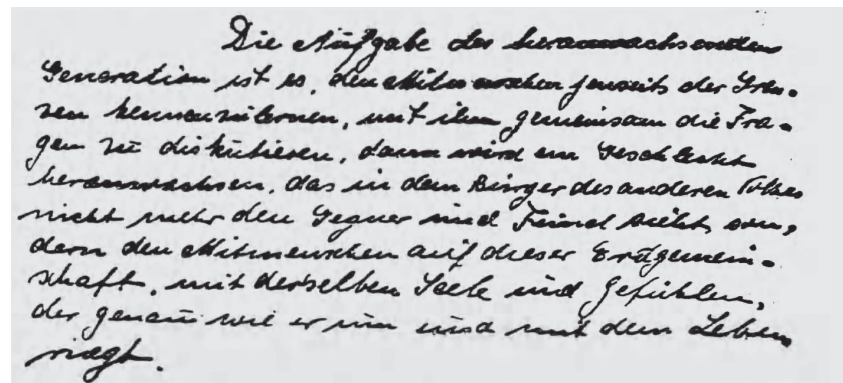 Die Aufgabe der heranwachsenden
Generation ist es, den Mitmenschen jenseits der Gren-
zen kennenzulernen, mit ihm gemeinsam die Fra-
gen zu diskutieren, dann wird ein Geschlecht
heranwachsen, das in dem Bürger des anderen Volkes
nicht mehr den Gegner und Feind sieht, son-
dern den Mitmenschen auf dieser Erdgemein-
schaft, mit derselben Seele und Gefühlen,
der genau wie er um und mit dem Leben
ringt.